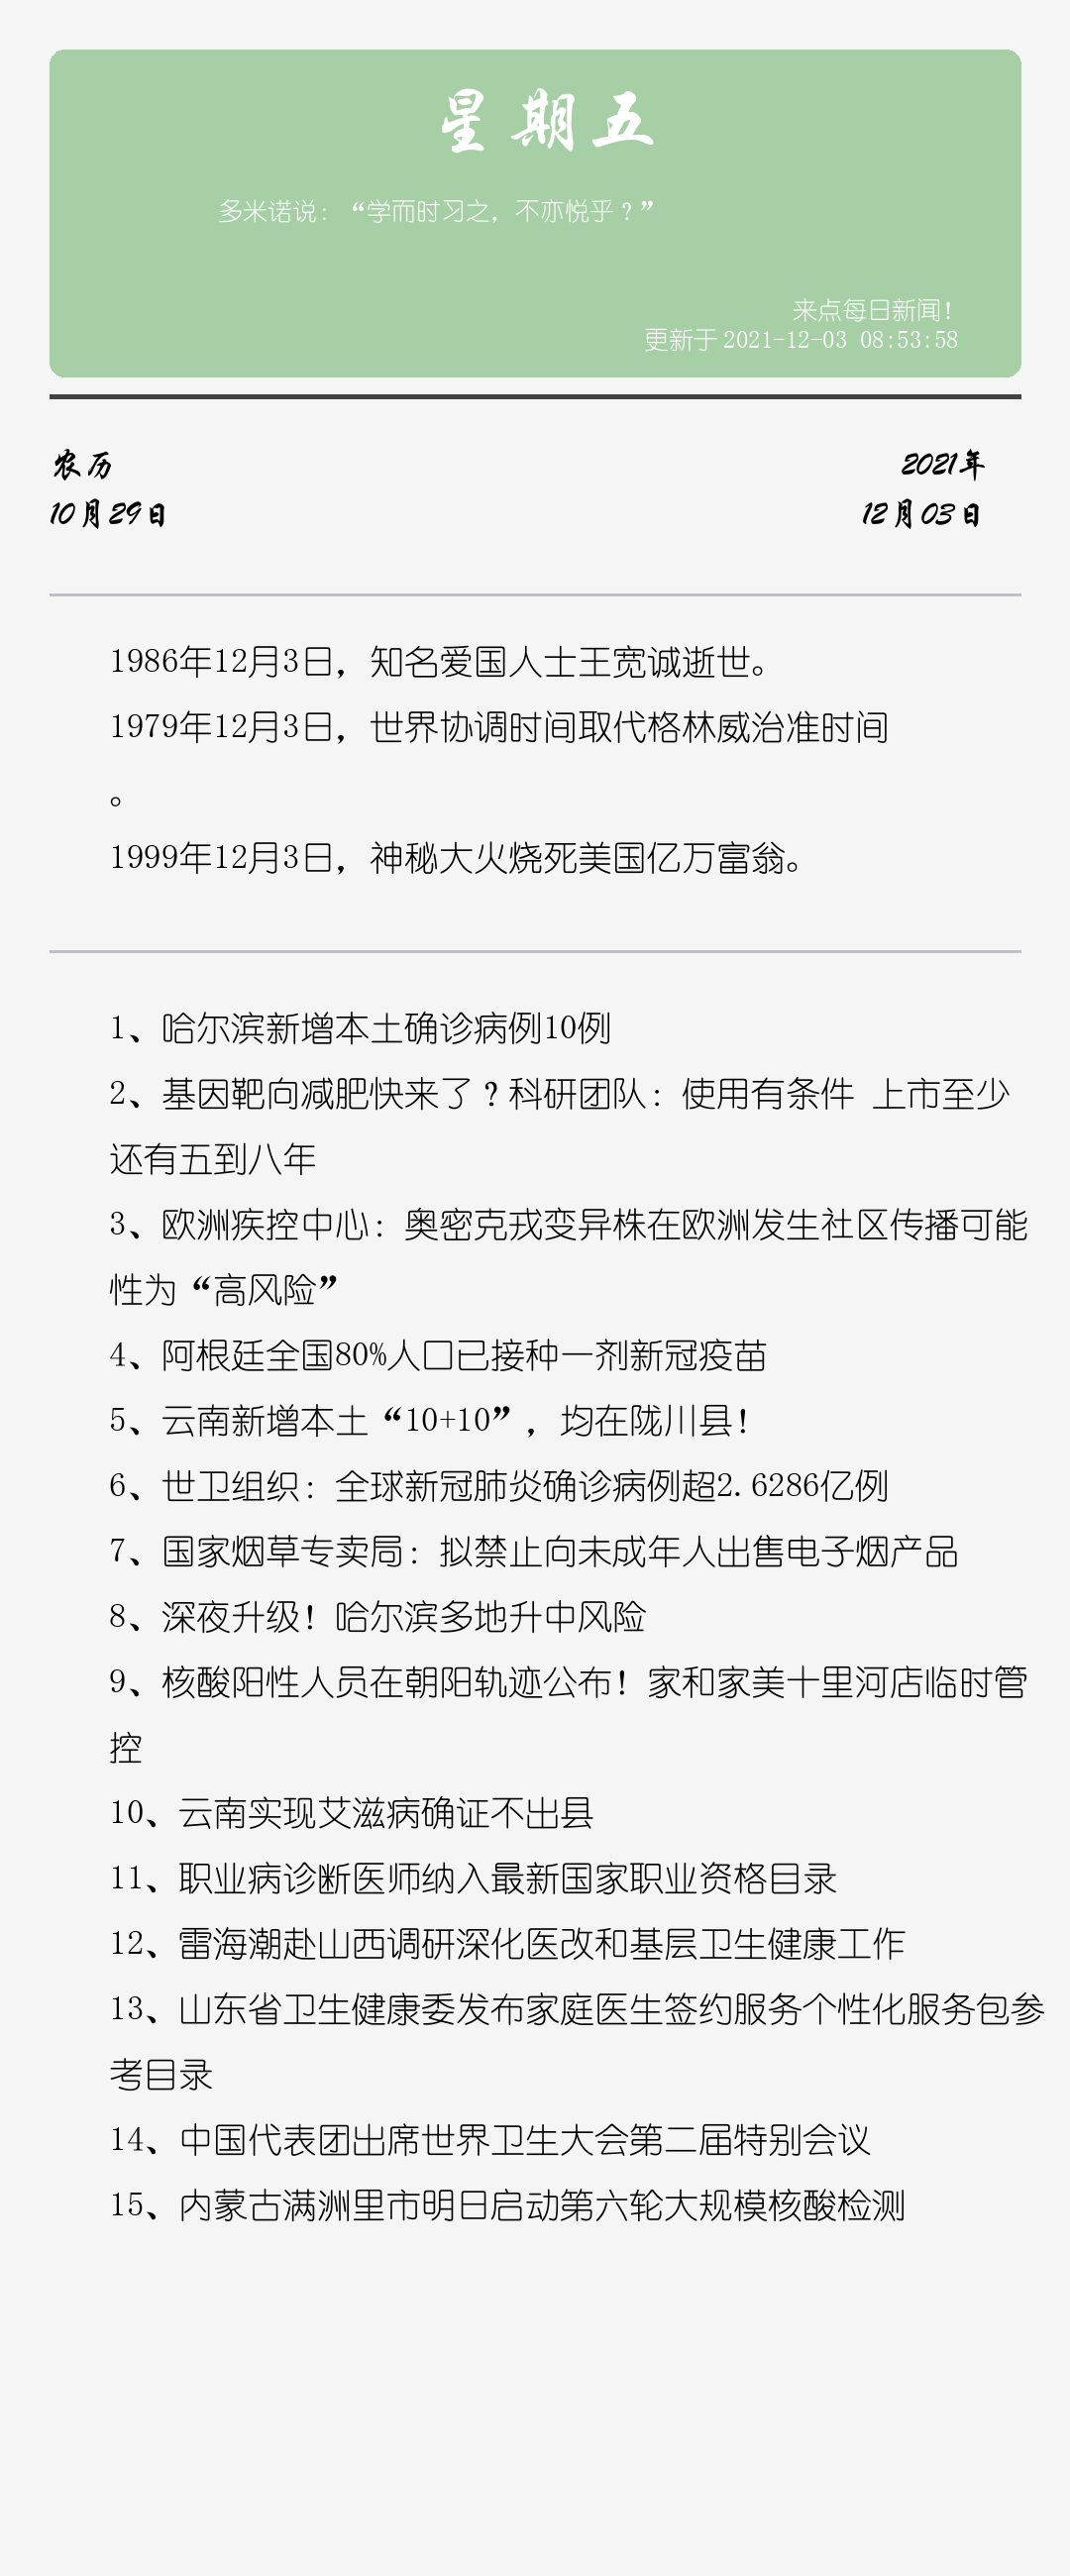 星期五
多米诺说：“学而时习之，不亦悦乎？”
来点每日新闻！
更新于2021-12-03 08:53:58
农历
2021年
10月29日
12月03日
1986年12月3日，知名爱国人士王宽诚逝世。
1979年12月3日，世界协调时间取代格林威治准时间
。
1999年12月3日，神秘大火烧死美国亿万富翁。
1、哈尔滨新增本土确诊病例10例
2、基因靶向减肥快来了？科研团队：使用有条件 上市至少
还有五到八年
3、欧洲疾控中心：奥密克戎变异株在欧洲发生社区传播可能
性为“高风险”
4、阿根廷全国80%人口已接种一剂新冠疫苗
5、云南新增本土“10+10”，均在陇川县！
6、世卫组织：全球新冠肺炎确诊病例超2.6286亿例
7、国家烟草专卖局：拟禁止向未成年人出售电子烟产品
8、深夜升级！哈尔滨多地升中风险
9、核酸阳性人员在朝阳轨迹公布！家和家美十里河店临时管
控
10、云南实现艾滋病确证不出县
11、职业病诊断医师纳入最新国家职业资格目录
12、雷海潮赴山西调研深化医改和基层卫生健康工作
13、山东省卫生健康委发布家庭医生签约服务个性化服务包参
考目录
14、中国代表团出席世界卫生大会第二届特别会议
15、内蒙古满洲里市明日启动第六轮大规模核酸检测